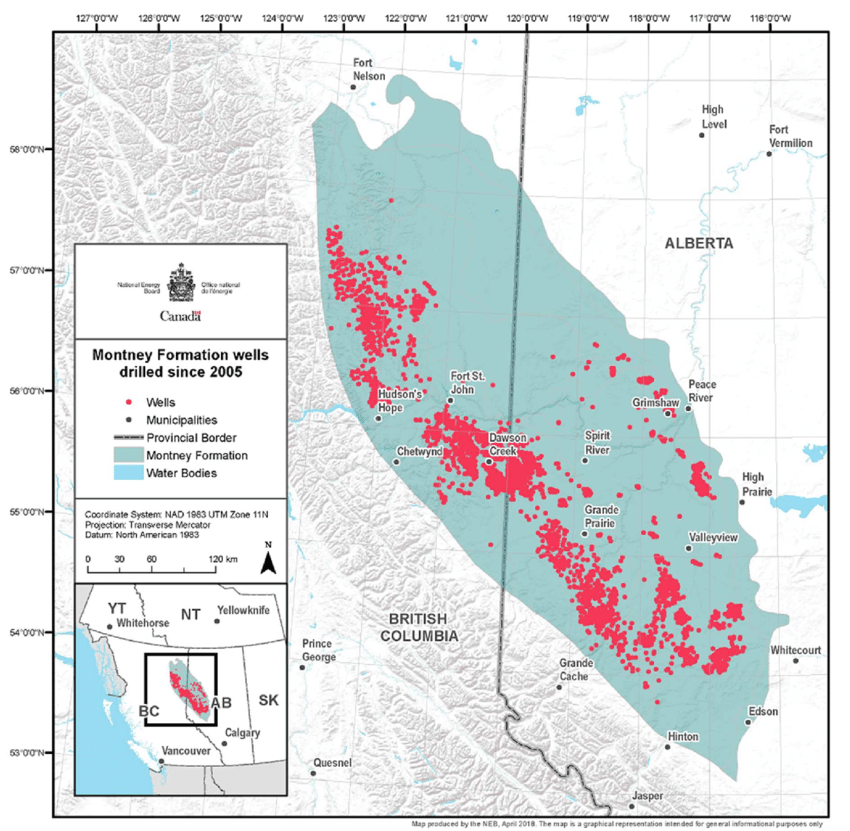 127°0'0"W 126°0'0"W 125°0'0"W 124°0'0"W 123°0'0"W 122°0'0"W 121°0'0"W 120°0'0"W 119°0'0"W 118°0'0"W 117°0'0"W 116°0'0"W
58°0'0"N
57°0'0"N
56°0'0"N
55°0'0"N
54°0'0"N
53°0'0"N
Fort
Nelson
High
Level
Fort
Vermilion
ALBERTA
Peace
River
Grimshaw
Fort St.
John
Hudson's
Hope
Chetwynd
Dawson
Creek
Spirit
River
High
Prairie
Grande
Prairie
Valleyview
BRITISH
COLUMBIA
Prince
George
Grande
Cache
Whitecourt
Edson
Hinton
Quesnel
Jasper
National Energy
Board
Office national
de l'énergie
Canada
Montney Formation wells
drilled since 2005
Wells
Municipalities
Provincial Border
Montney Formation
Water Bodies
Coordinate System: NAD 1983 UTM Zone 11N
Projection: Transverse Mercator
Datum: North American 1983
N
0 30 60 120 km
YT
Whitehorse
NT
Yellowknife
BC
AB
SK
Calgary
Vancouver
Map produced by the NEB, April 2018. The map is a graphical representation intended for general informational purposes only